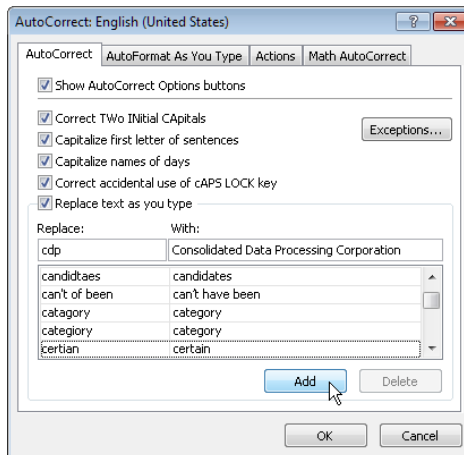 AutoCorrect: English (United States)
AutoCorrect AutoFormat As You Type Actions Math AutoCorrect
Show AutoCorrect Options buttons
Correct TWo INitial CApitals
Exceptions...
Capitalize first letter of sentences
Capitalize names of days
Correct accidental use of cAPS LOCK key
Replace text as you type
Replace: With:
cdp Consolidated Data Processing Corporation
candidtaes candidates
can't of been can't have been
catagory category
categiory category
certian certain
Add Delete
OK Cancel